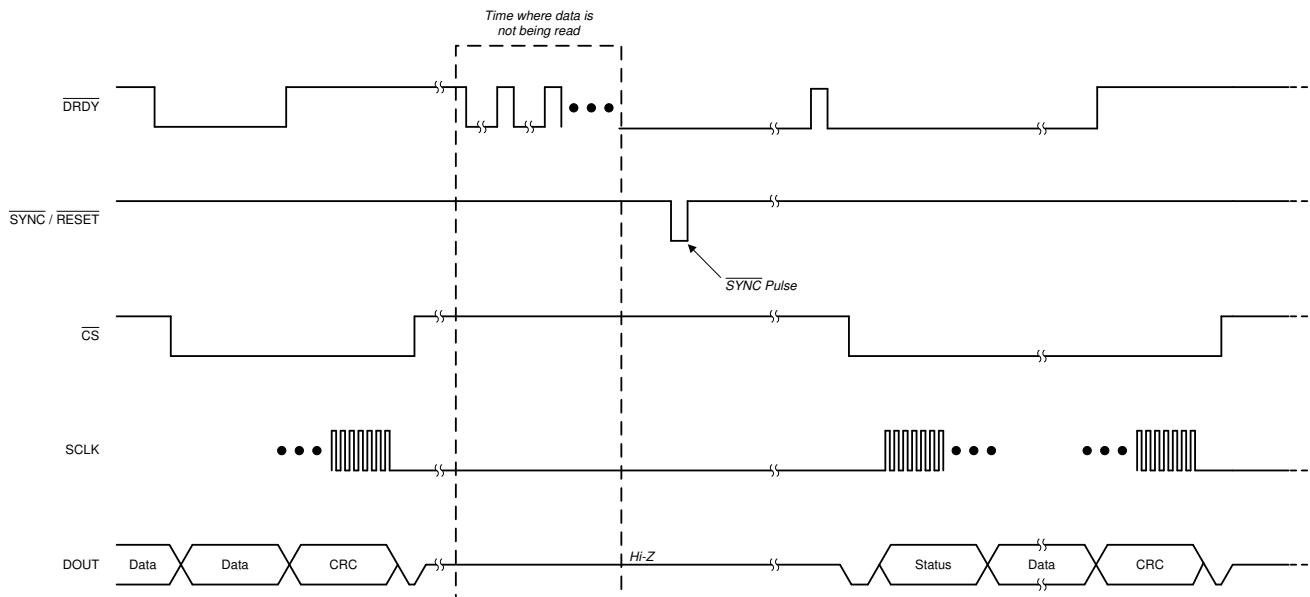 Time where data is
not being read
DRDY
SYNC / RESET
SYNC Pulse
CS
SCLK
DOUT
Data
Data
CRC
Hi-Z
Status
Data
CRC